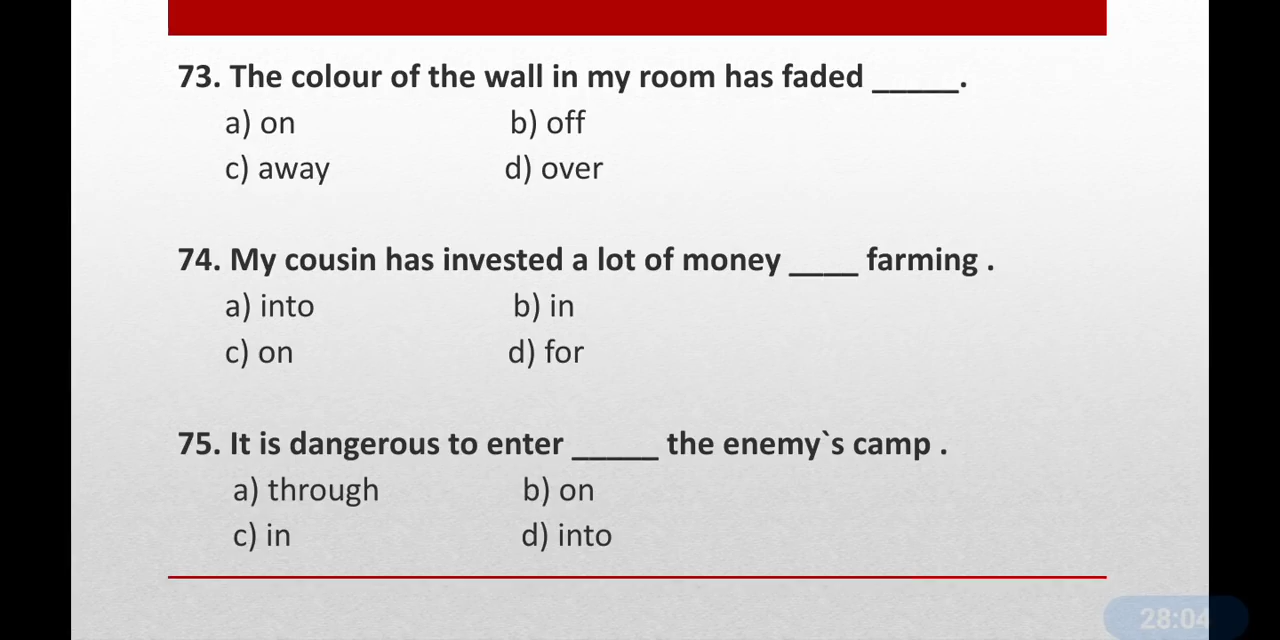 73. The colour of the wall in my room has faded _____.
a) on b) off
c) away d) over
74. My cousin has invested a lot of money ____ farming .
a) into b) in
c) on d) for
75. It is dangerous to enter _____ the enemy`s camp .
a) through b) on
c) in d) into
28:04